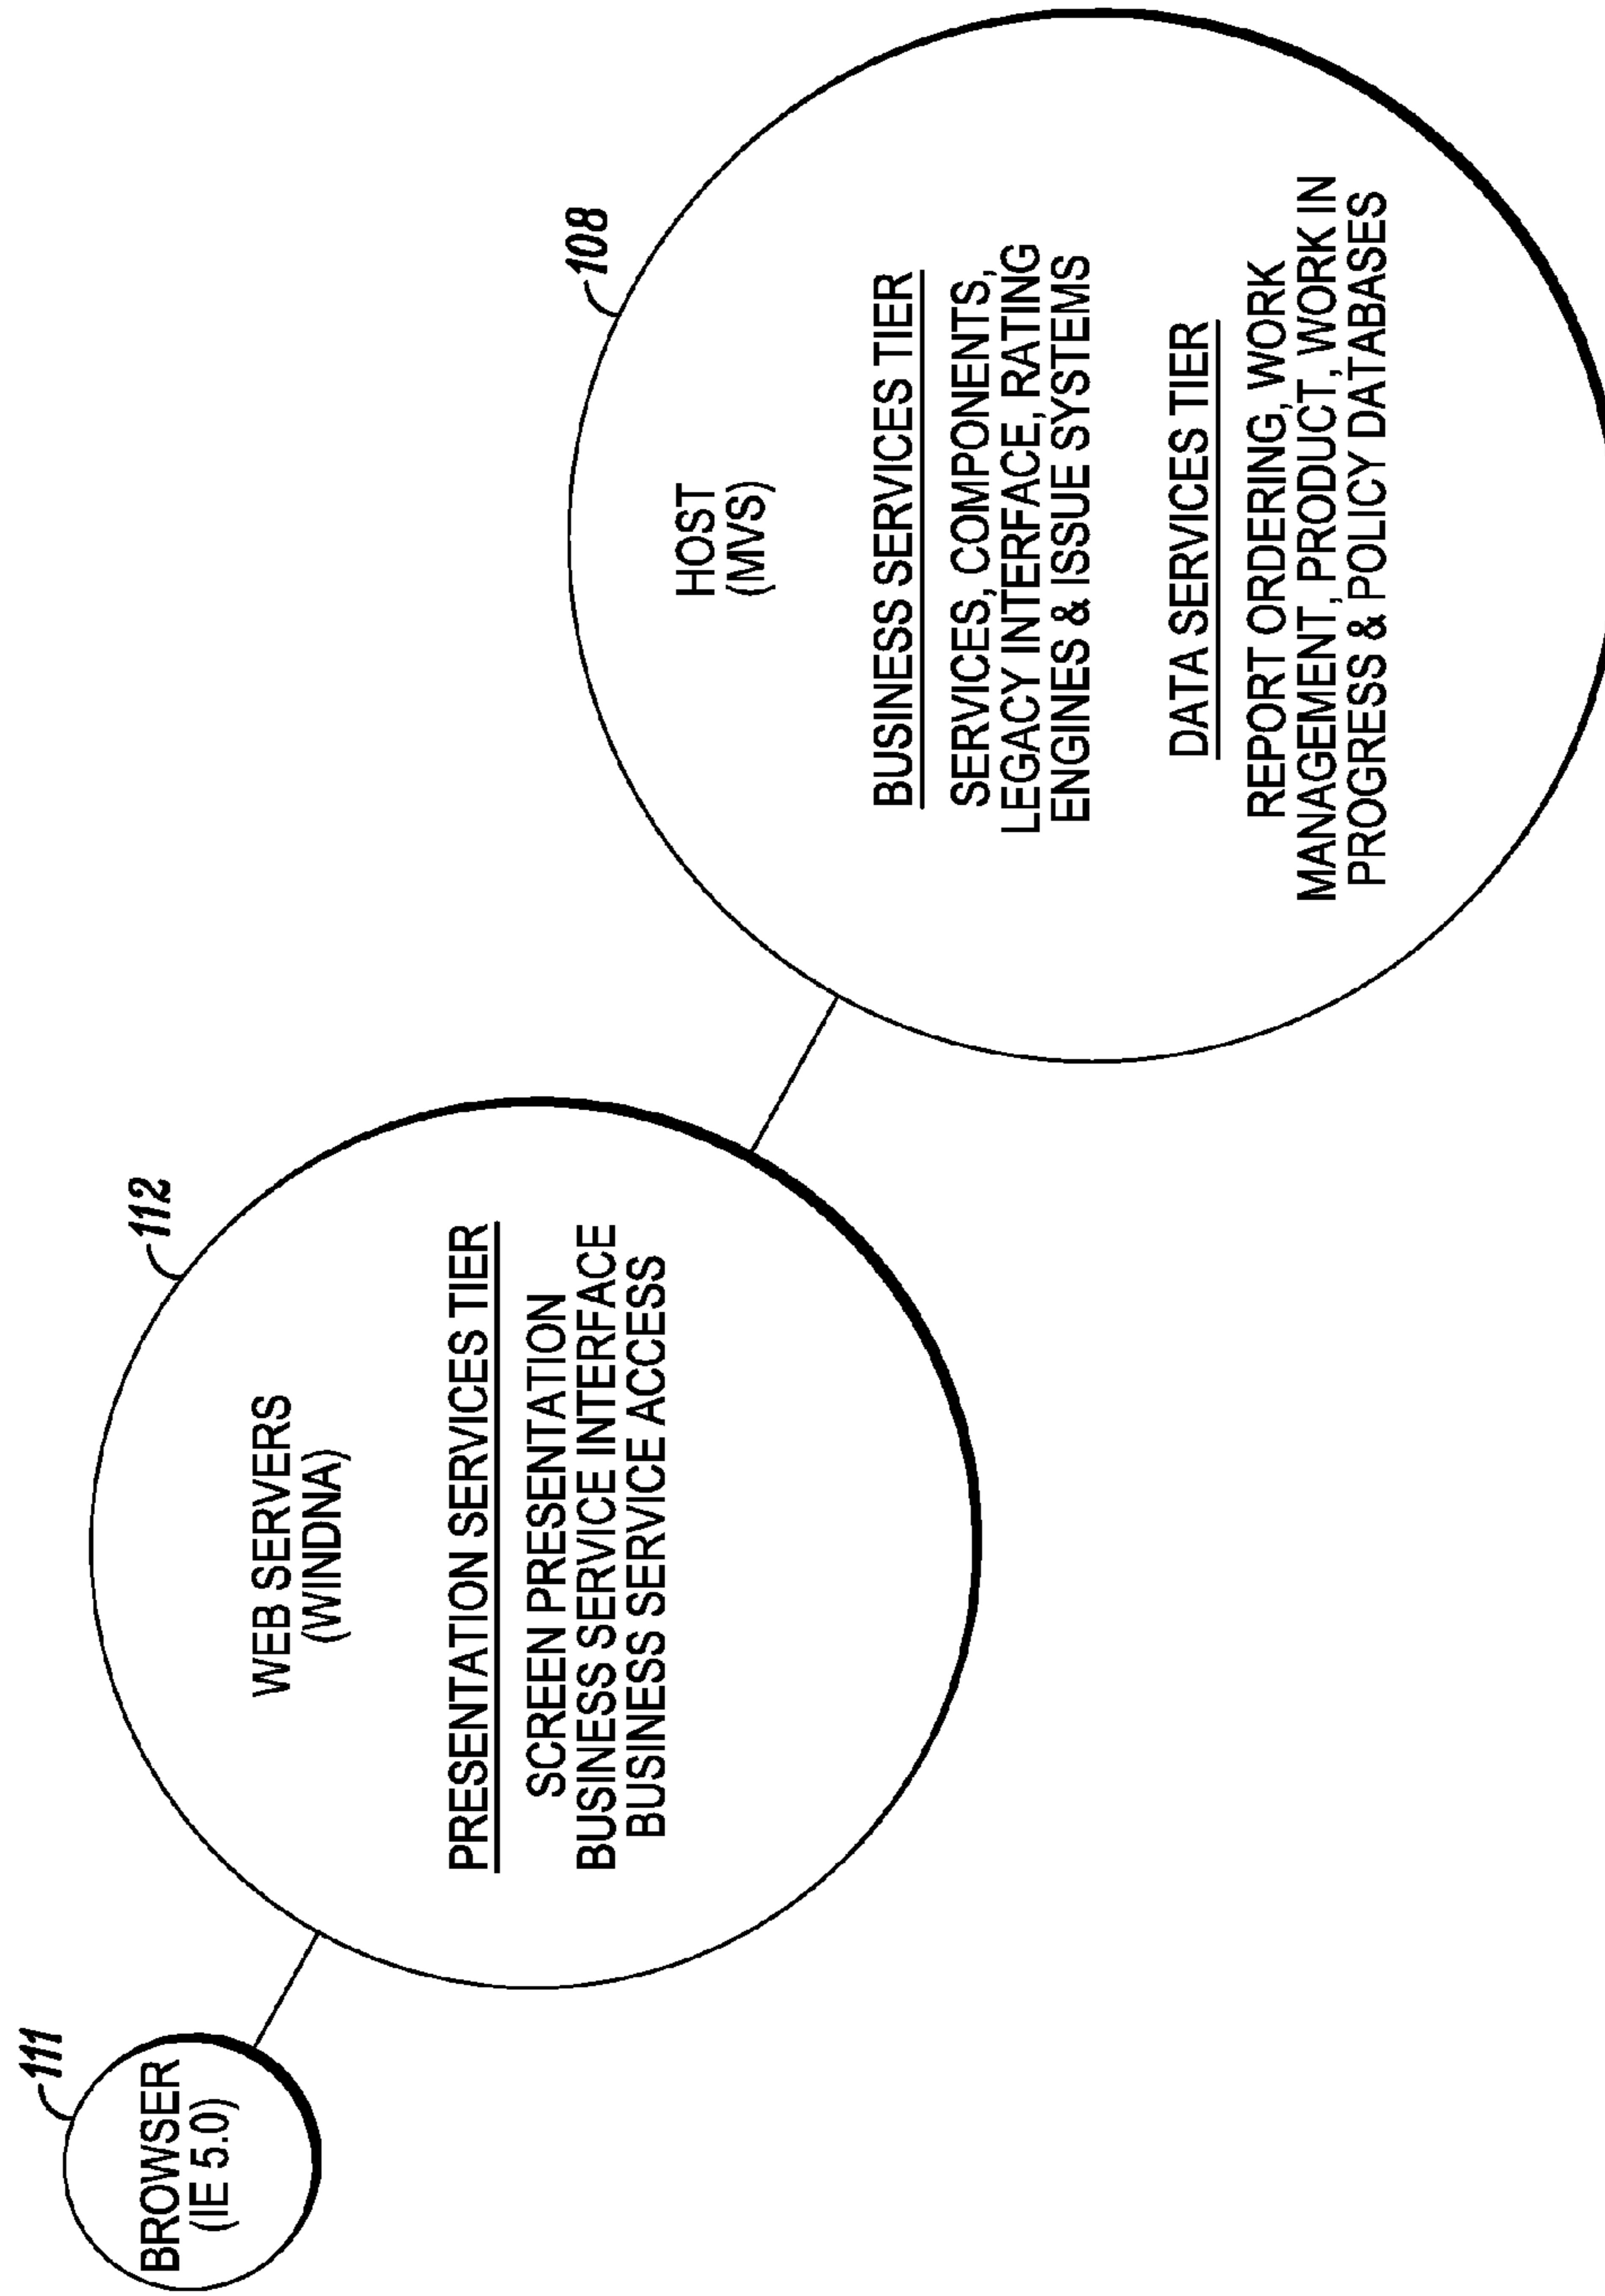 111
BROWSER
(IE 5.0)
112
WEB SERVERS
(WINDNA)
PRESENTATION SERVICES TIER
SCREEN PRESENTATION
BUSINESS SERVICE INTERFACE
BUSINESS SERVICE ACCESS
108
HOST
(MVS)
BUSINESS SERVICES TIER
SERVICES, COMPONENTS,
LEGACY INTERFACE, RATING
ENGINES & ISSUE SYSTEMS
DATA SERVICES TIER
REPORT ORDERING, WORK
MANAGEMENT, PRODUCT, WORK IN
PROGRESS & POLICY DATABASES